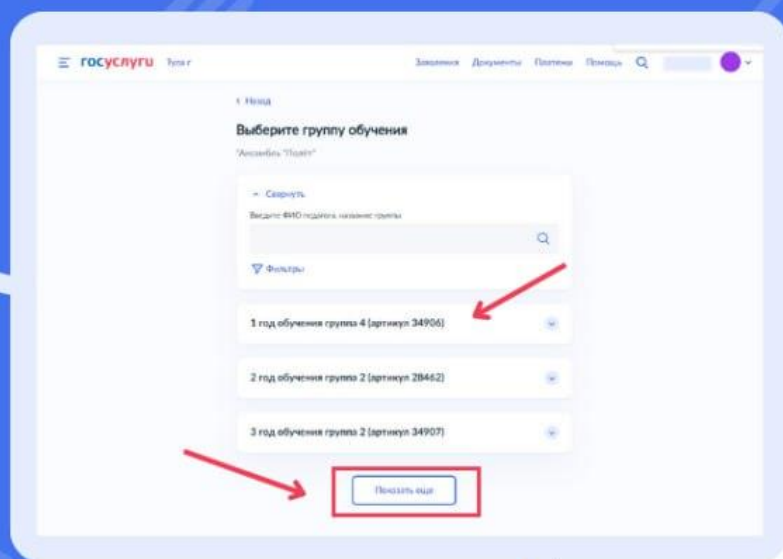 госуслуги Тула г Заявления Документы Платежи Помощь
Назад
Выберите группу обучения
"Ансамбль "Полёт"
Свернуть
Введите ФИО педагога, название группы
Фильтры
1 год обучения группа 4 (артикул 34906)
2 год обучения группа 2 (артикул 28462)
3 год обучения группа 2 (артикул 34907)
Показать еще